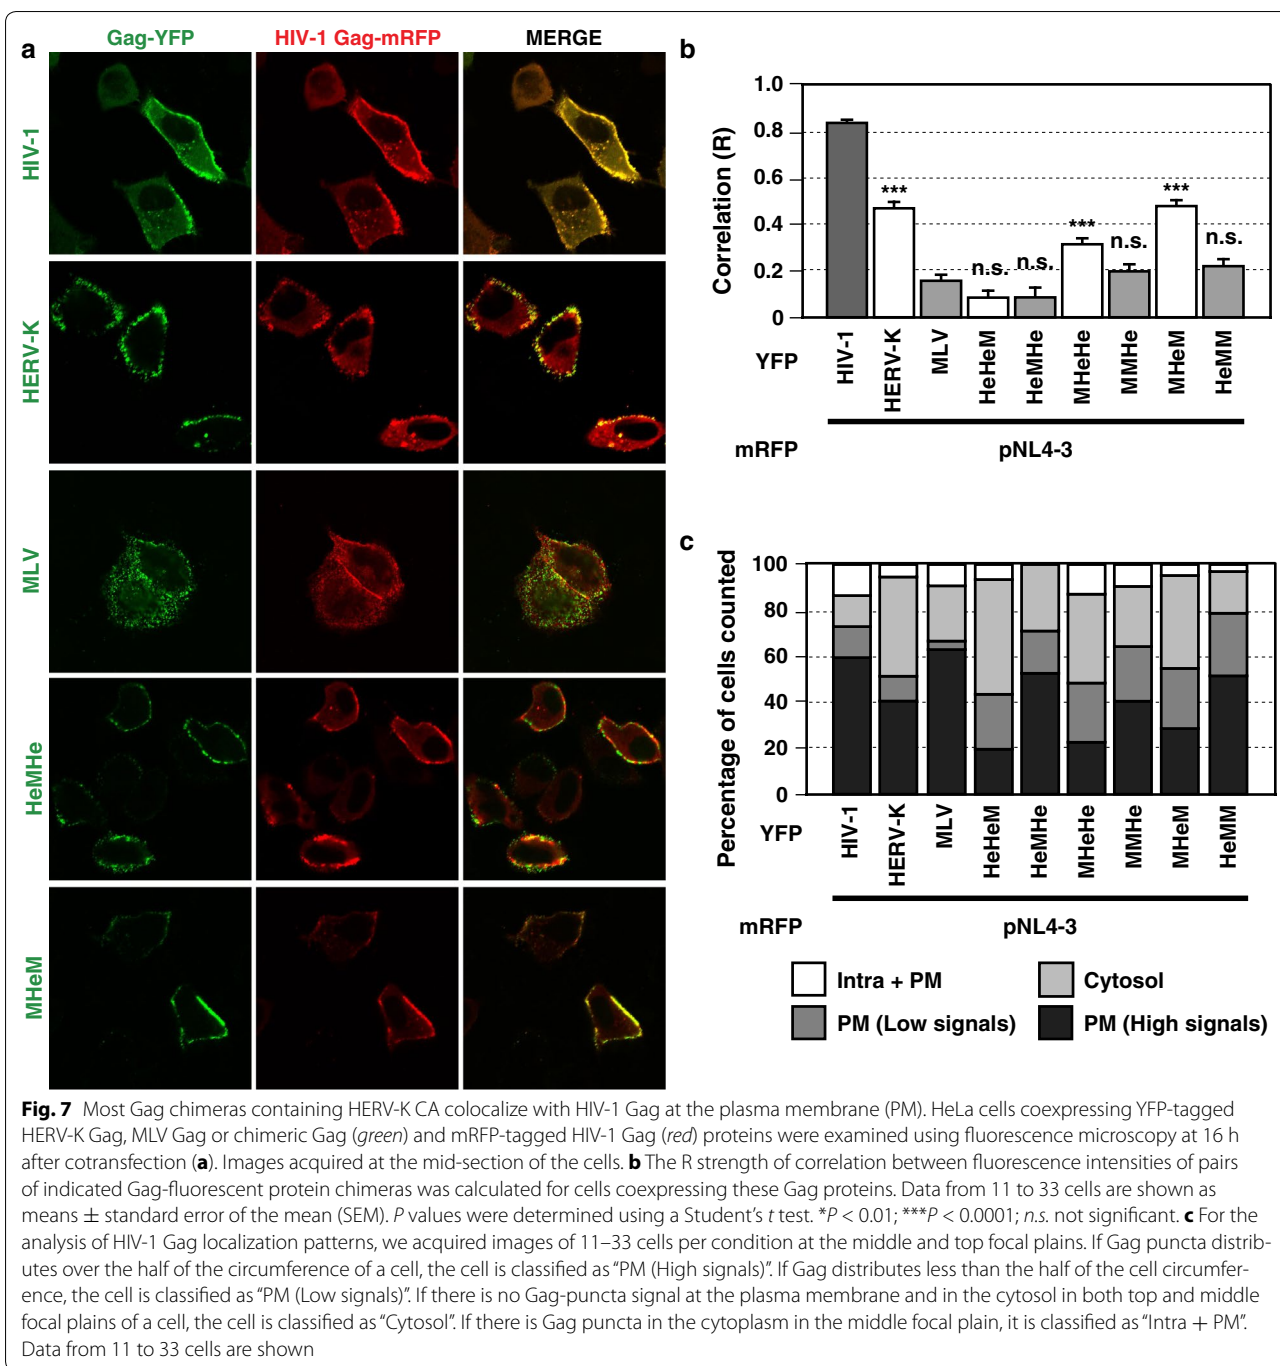 a
Gag-YFP
HIV-1 Gag-mRFP
MERGE
HIV-1
HERV-K
MLV
HeMHe
MHeM
b
Correlation (R)
1.0
0.8
0.6
0.4
0.2
0
***
n.s.
n.s.
***
n.s.
***
n.s.
YFP
HIV-1
HERV-K
MLV
HeHeM
HeMHe
MHeHe
MMHe
MHeM
HeMM
mRFP
pNL4-3
c
Percentage of cells counted
100
80
60
40
20
0
YFP
HIV-1
HERV-K
MLV
HeHeM
HeMHe
MHeHe
MMHe
MHeM
HeMM
mRFP
pNL4-3
Intra + PM
Cytosol
PM (Low signals)
PM (High signals)
Fig. 7 Most Gag chimeras containing HERV-K CA colocalize with HIV-1 Gag at the plasma membrane (PM). HeLa cells coexpressing YFP-tagged
HERV-K Gag, MLV Gag or chimeric Gag (green) and mRFP-tagged HIV-1 Gag (red) proteins were examined using fluorescence microscopy at 16 h
after cotransfection (a). Images acquired at the mid-section of the cells. b The R strength of correlation between fluorescence intensities of pairs
of indicated Gag-fluorescent protein chimeras was calculated for cells coexpressing these Gag proteins. Data from 11 to 33 cells are shown as
means ± standard error of the mean (SEM). P values were determined using a Student's t test. *P < 0.01; ***P < 0.0001; n.s. not significant. c For the
analysis of HIV-1 Gag localization patterns, we acquired images of 11–33 cells per condition at the middle and top focal plains. If Gag puncta distrib-
utes over the half of the circumference of a cell, the cell is classified as “PM (High signals)”. If Gag distributes less than the half of the cell circumfer-
ence, the cell is classified as “PM (Low signals)”. If there is no Gag-puncta signal at the plasma membrane and in the cytosol in both top and middle
focal plains of a cell, the cell is classified as “Cytosol”. If there is Gag puncta in the cytoplasm in the middle focal plain, it is classified as “Intra + PM”.
Data from 11 to 33 cells are shown